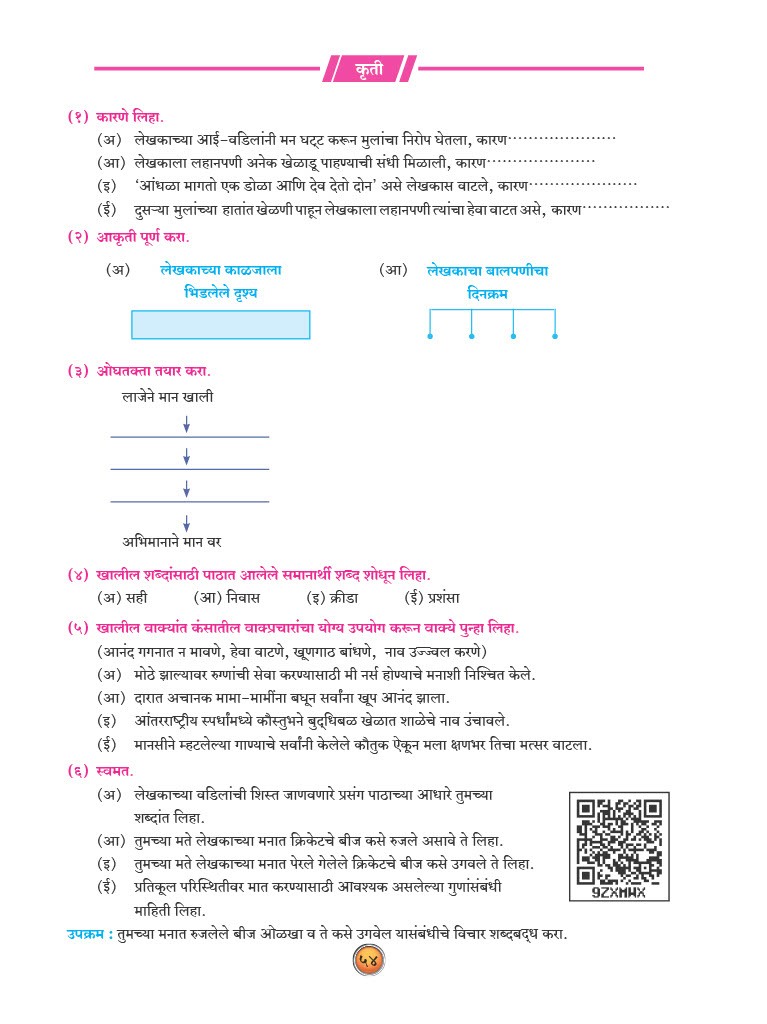 कृती
(१) कारणे लिहा.
(अ) लेखकाच्या आई-वडिलांनी मन घट्ट करून मुलांचा निरोप घेतला, कारण·····················
(आ) लेखकाला लहानपणी अनेक खेळाडू पाहण्याची संधी मिळाली, कारण·····················
(इ) 'आंधळा मागतो एक डोळा आणि देव देतो दोन' असे लेखकास वाटले, कारण·····················
(ई) दुसऱ्या मुलांच्या हातांत खेळणी पाहून लेखकाला लहानपणी त्यांचा हेवा वाटत असे, कारण·················
(२) आकृती पूर्ण करा.
(अ) लेखकाच्या काळजाला
भिडलेले दृश्य
(आ) लेखकाचा बालपणीचा
दिनक्रम
(३) ओघतक्ता तयार करा.
लाजेने मान खाली
अभिमानाने मान वर
(४) खालील शब्दांसाठी पाठात आलेले समानार्थी शब्द शोधून लिहा.
(अ) सही (आ) निवास (इ) क्रीडा (ई) प्रशंसा
(५) खालील वाक्यांत कंसातील वाक्प्रचारांचा योग्य उपयोग करून वाक्ये पुन्हा लिहा.
(आनंद गगनात न मावणे, हेवा वाटणे, खूणगाठ बांधणे, नाव उज्ज्वल करणे)
(अ) मोठे झाल्यावर रुग्णांची सेवा करण्यासाठी मी नर्स होण्याचे मनाशी निश्चित केले.
(आ) दारात अचानक मामा-मामींना बघून सर्वांना खूप आनंद झाला.
(इ) आंतरराष्ट्रीय स्पर्धांमध्ये कौस्तुभने बुद्धिबळ खेळात शाळेचे नाव उंचावले.
(ई) मानसीने म्हटलेल्या गाण्याचे सर्वांनी केलेले कौतुक ऐकून मला क्षणभर तिचा मत्सर वाटला.
(६) स्वमत.
(अ) लेखकाच्या वडिलांची शिस्त जाणवणारे प्रसंग पाठाच्या आधारे तुमच्या
शब्दांत लिहा.
(आ) तुमच्या मते लेखकाच्या मनात क्रिकेटचे बीज कसे रुजले असावे ते लिहा.
(इ) तुमच्या मते लेखकाच्या मनात पेरले गेलेले क्रिकेटचे बीज कसे उगवले ते लिहा.
(ई) प्रतिकूल परिस्थितीवर मात करण्यासाठी आवश्यक असलेल्या गुणांसंबंधी
माहिती लिहा.
9ZXMWX
उपक्रम : तुमच्या मनात रुजलेले बीज ओळखा व ते कसे उगवेल यासंबंधीचे विचार शब्दबद्ध करा.
५४